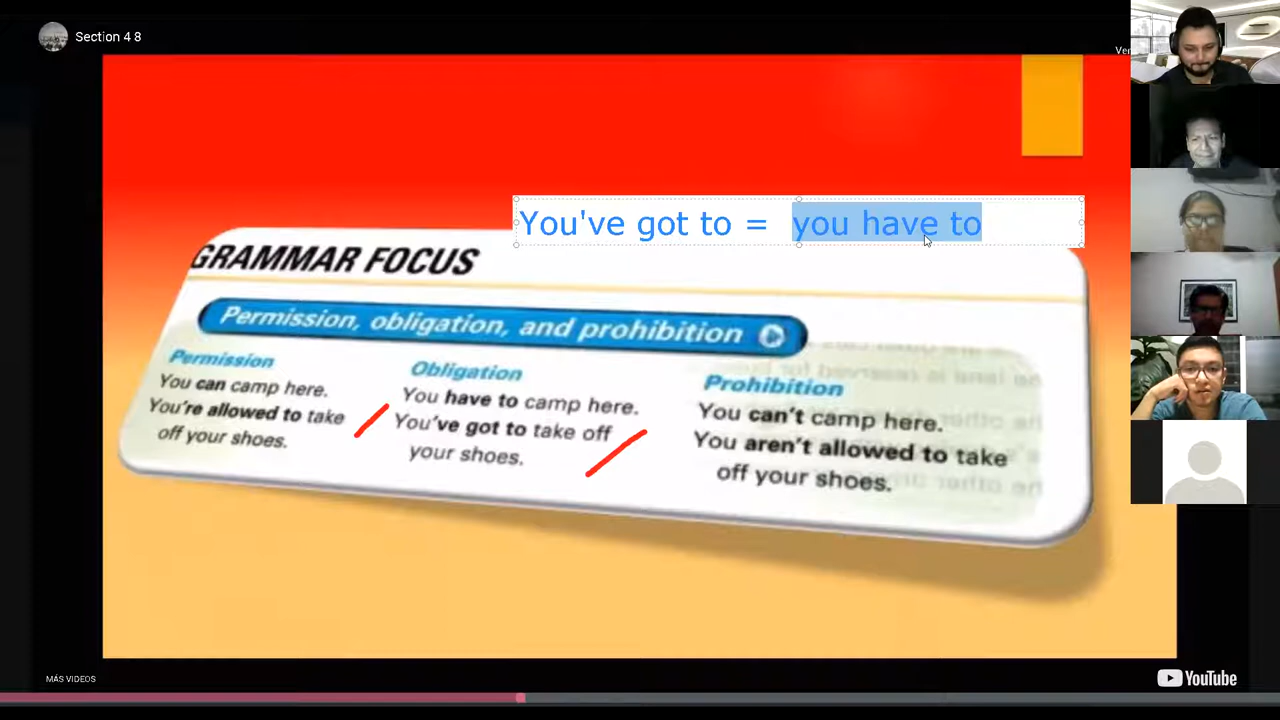 Section 4 8
Ver
You've got to = you have to
GRAMMAR FOCUS
Permission, obligation, and prohibition
Permission
You can camp here.
You're allowed to take
off your shoes.
Obligation
You have to camp here.
You've got to take off
your shoes.
Prohibition
You can't camp here.
You aren't allowed to take
off your shoes.
MÁS VIDEOS
YouTube